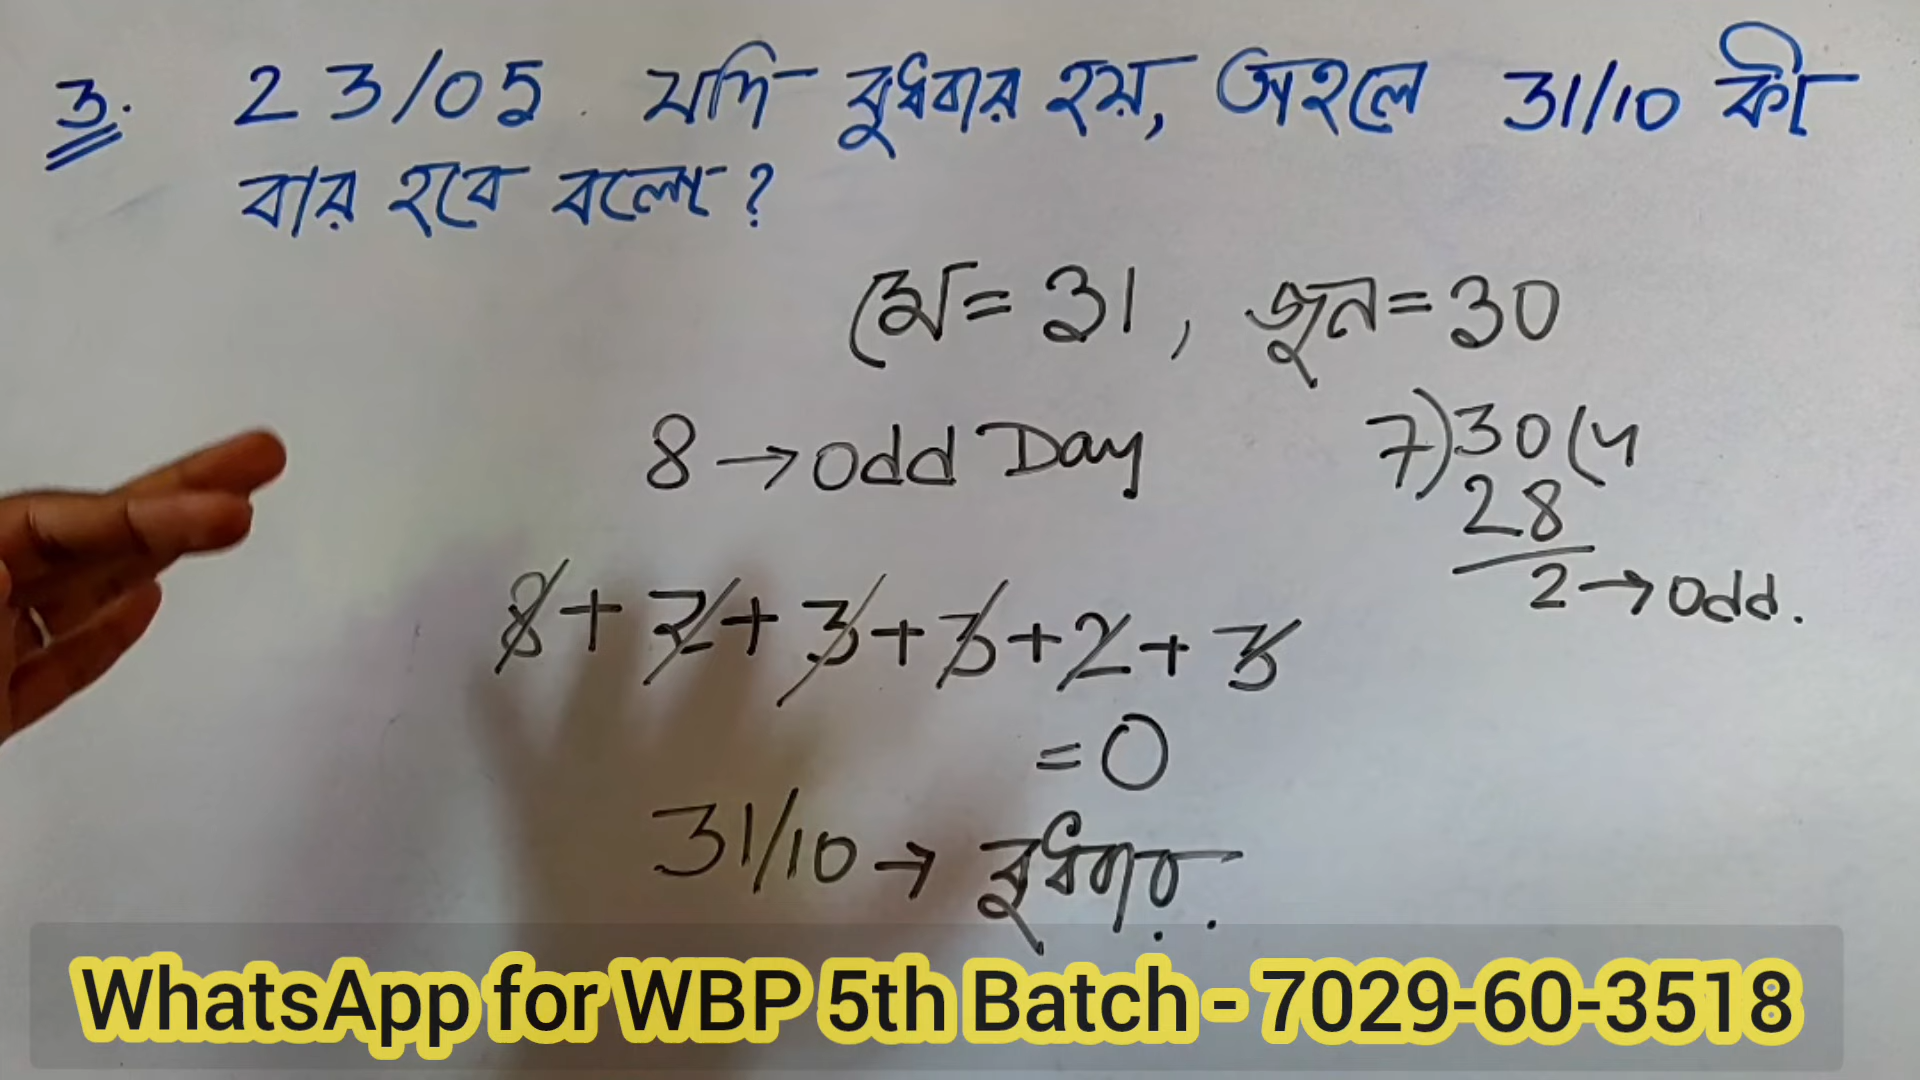 3. 23/05 যদি বুধবার হয়, তাহলে 31/10 কী
বার হবে বলো?
মে = 31, জুন = 30
8 → odd Day
7)30(4
28
2 → odd.
8 + 2 + 3 + 3 + 2 + 3
= 0
31/10 → বুধবার.
WhatsApp for WBP 5th Batch - 7029-60-3518